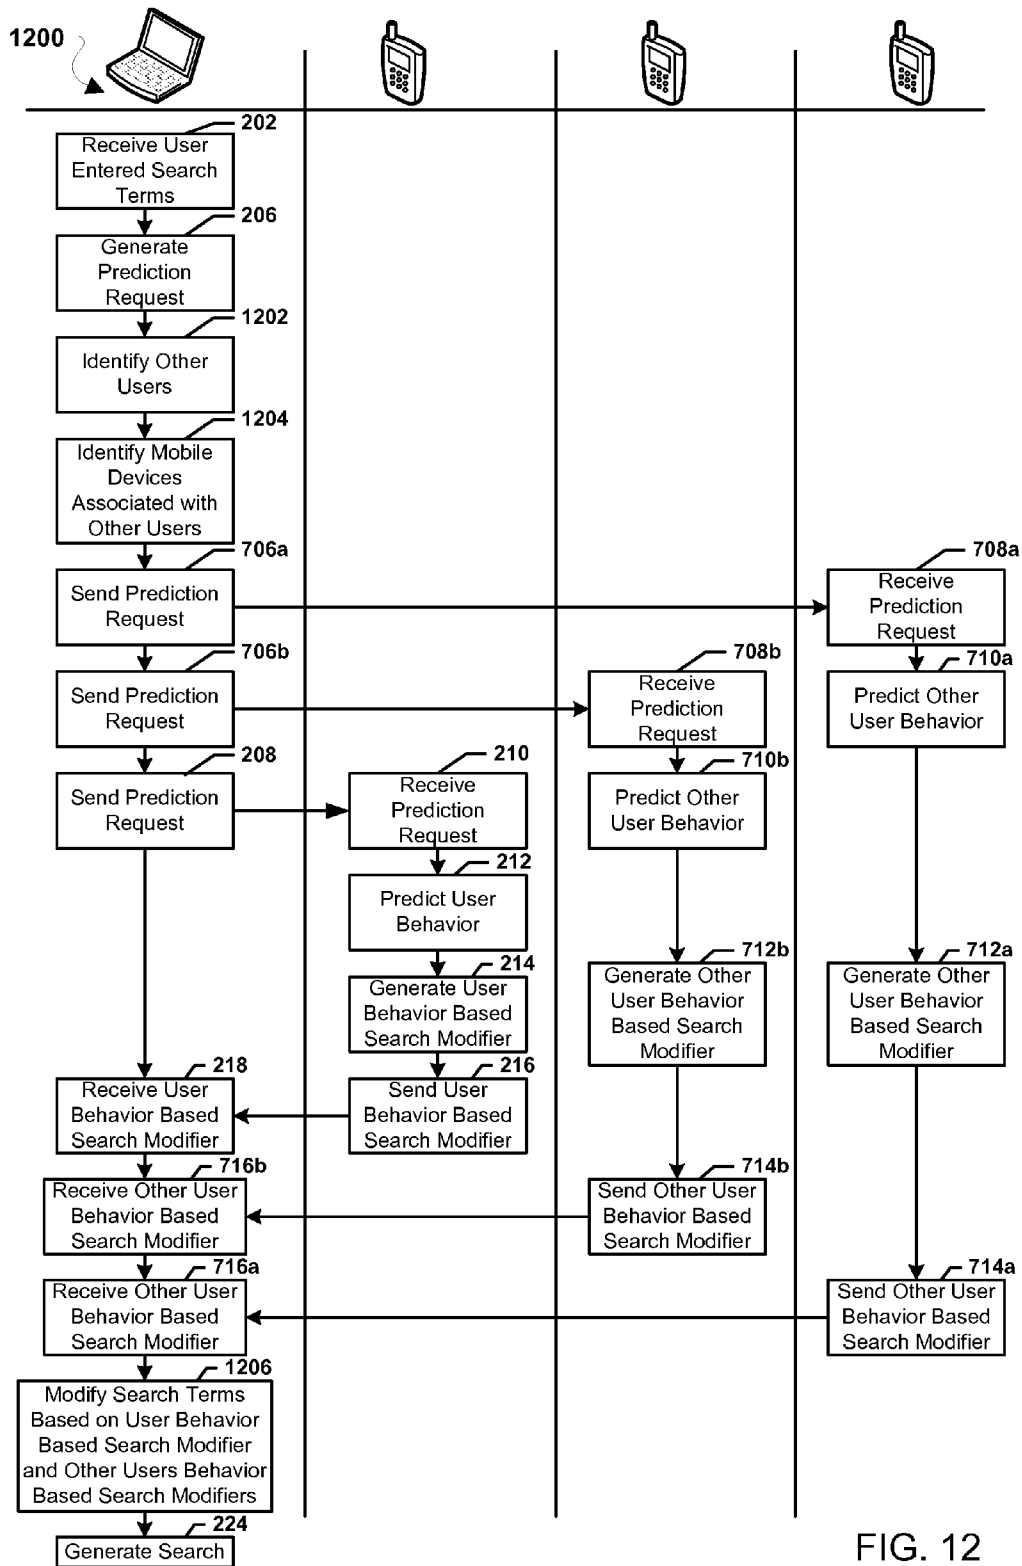 1200
202
Receive User
Entered Search
Terms
206
Generate
Prediction
Request
1202
Identify Other
Users
1204
Identify Mobile
Devices
Associated with
Other Users
706a
Send Prediction
Request
708a
Receive
Prediction
Request
706b
Send Prediction
Request
708b
Receive
Prediction
Request
710a
Predict Other
User Behavior
208
Send Prediction
Request
210
Receive
Prediction
Request
710b
Predict Other
User Behavior
212
Predict User
Behavior
214
Generate User
Behavior Based
Search Modifier
712b
Generate Other
User Behavior
Based Search
Modifier
712a
Generate Other
User Behavior
Based Search
Modifier
218
Receive User
Behavior Based
Search Modifier
216
Send User
Behavior Based
Search Modifier
716b
Receive Other User
Behavior Based
Search Modifier
714b
Send Other User
Behavior Based
Search Modifier
716a
Receive Other User
Behavior Based
Search Modifier
714a
Send Other User
Behavior Based
Search Modifier
1206
Modify Search Terms
Based on User Behavior
Based Search Modifier
and Other Users Behavior
Based Search Modifiers
224
Generate Search
FIG. 12